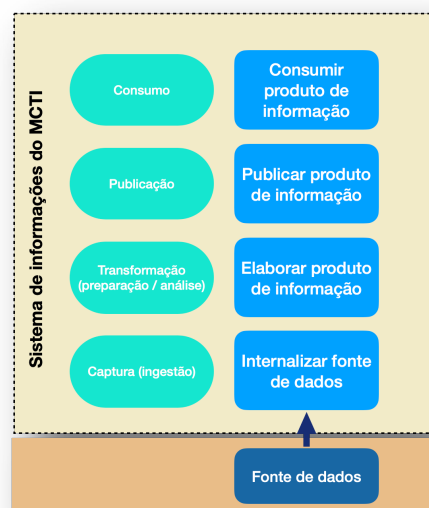 Sistema de informações do MCTI
Consumo
Consumir
produto de
informação
Publicação
Publicar produto
de informação
Transformação
(preparação / análise)
Elaborar produto
de informação
Captura (ingestão)
Internalizar fonte
de dados
Fonte de dados